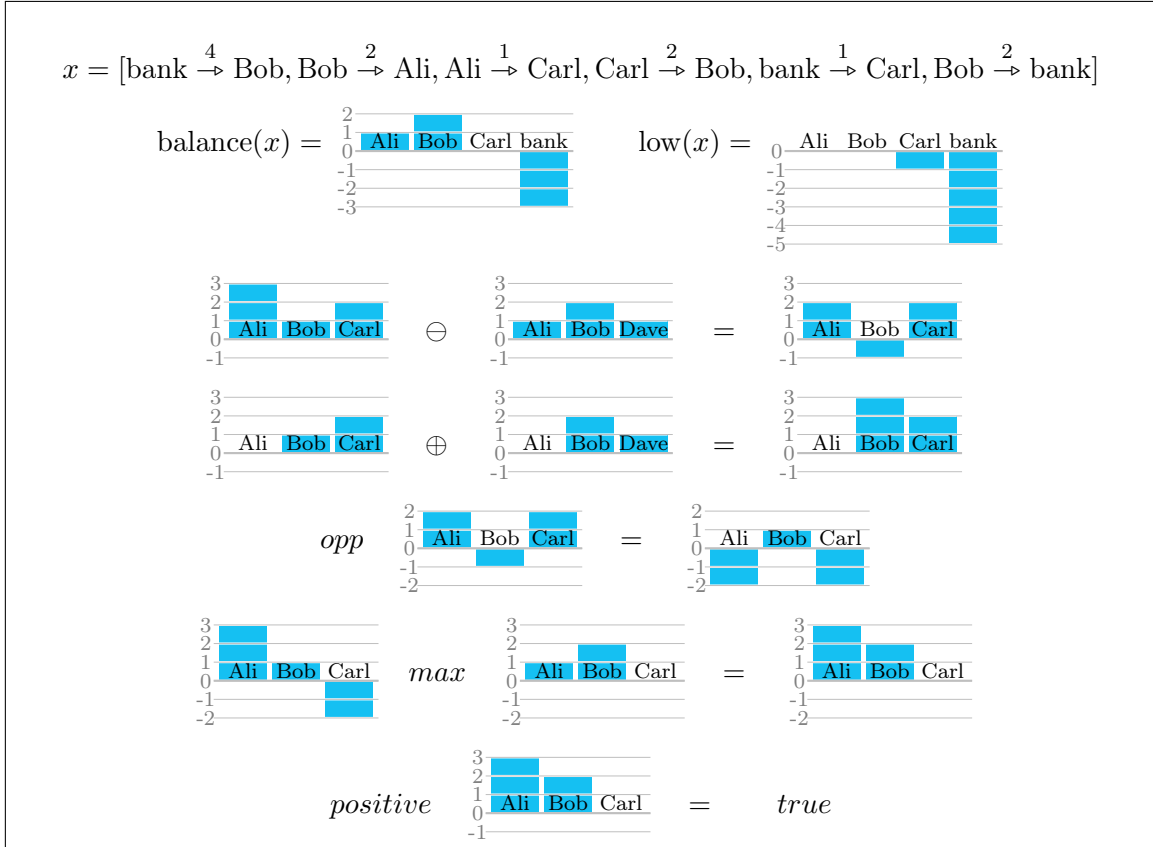 x = [bank 4→ Bob, Bob 2→ Ali, Ali 1→ Carl, Carl 2→ Bob, bank 1→ Carl, Bob 2→ bank]
balance(x) = 2 1 0 -1 -2 -3 Ali Bob Carl bank low(x) = 0 -1 -2 -3 -4 -5 Ali Bob Carl bank
3 2 1 0 -1 Ali Bob Carl ⊖ 3 2 1 0 -1 Ali Bob Dave = 3 2 1 0 -1 Ali Bob Carl
3 2 1 0 -1 Ali Bob Carl ⊕ 3 2 1 0 -1 Ali Bob Dave = 3 2 1 0 -1 Ali Bob Carl
opp 2 1 0 -1 -2 Ali Bob Carl = 2 1 0 -1 -2 Ali Bob Carl
3 2 1 0 -1 -2 Ali Bob Carl max 3 2 1 0 -1 -2 Ali Bob Carl = 3 2 1 0 -1 -2 Ali Bob Carl
positive 3 2 1 0 -1 Ali Bob Carl = true